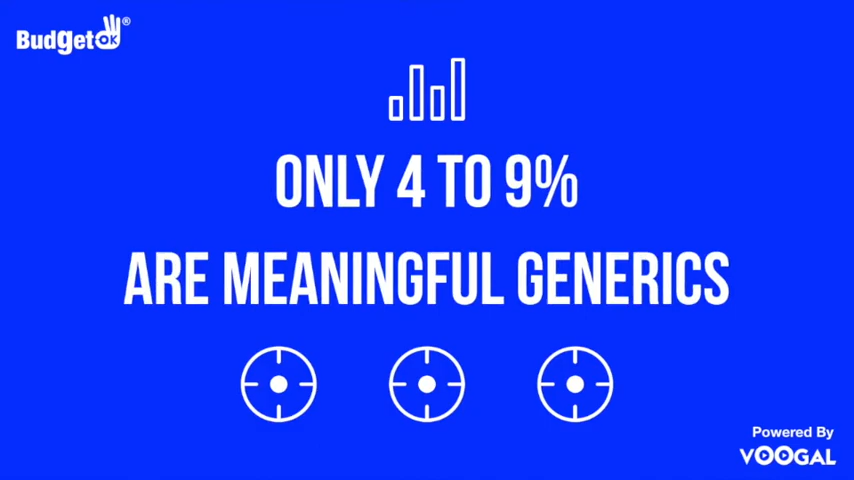 BudgetOK®
ONLY 4 TO 9%
ARE MEANINGFUL GENERICS
Powered By
VOOGAL